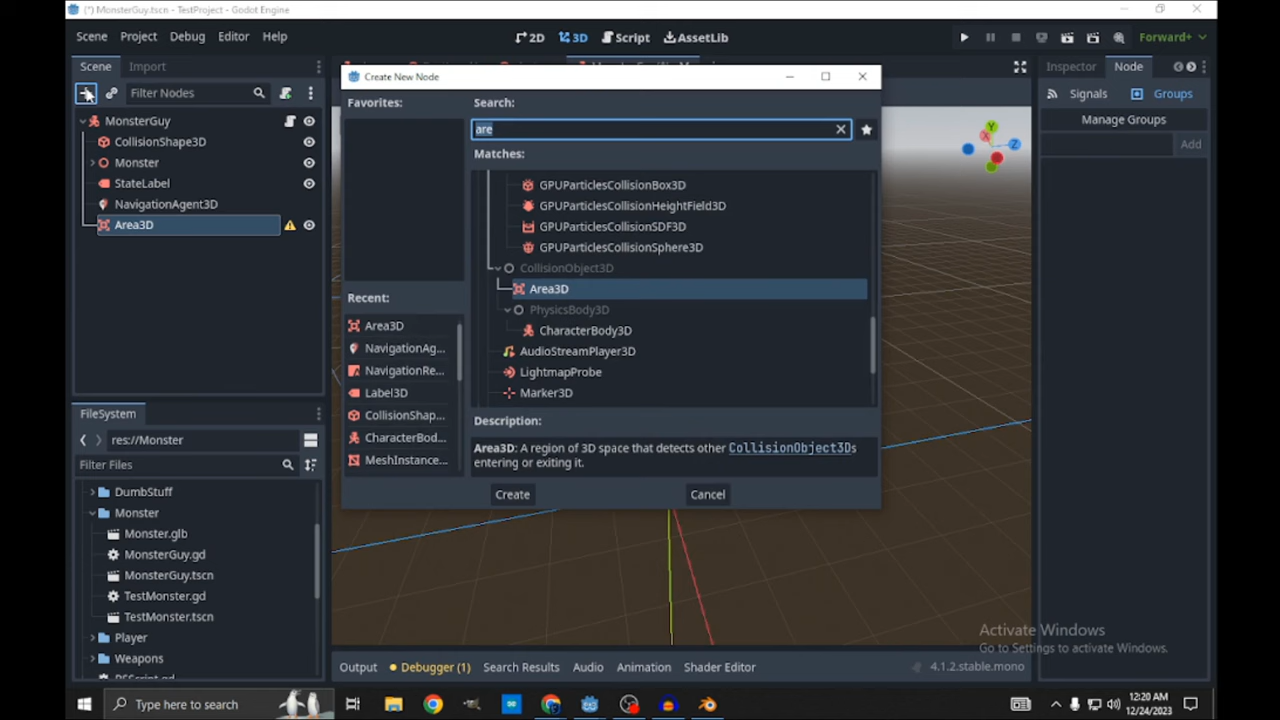 (*) MonsterGuy.tscn - TestProject - Godot Engine
Scene Project Debug Editor Help
2D 3D Script AssetLib
Forward+
Scene Import
Filter Nodes
MonsterGuy
CollisionShape3D
Monster
StateLabel
NavigationAgent3D
Area3D
Create New Node
Favorites:
Recent:
Area3D
NavigationAg...
NavigationRe...
Label3D
CollisionShap...
CharacterBod...
MeshInstance...
Search:
are
Matches:
GPUParticlesCollisionBox3D
GPUParticlesCollisionHeightField3D
GPUParticlesCollisionSDF3D
GPUParticlesCollisionSphere3D
CollisionObject3D
Area3D
PhysicsBody3D
CharacterBody3D
AudioStreamPlayer3D
LightmapProbe
Marker3D
Description:
Area3D: A region of 3D space that detects other CollisionObject3Ds
entering or exiting it.
Create Cancel
Inspector Node
Signals Groups
Manage Groups
Add
X
Y
Z
FileSystem
res://Monster
Filter Files
DumbStuff
Monster
Monster.glb
MonsterGuy.gd
MonsterGuy.tscn
TestMonster.gd
TestMonster.tscn
Player
Weapons
Activate Windows
Go to Settings to activate Windows.
Output Debugger (1) Search Results Audio Animation Shader Editor
4.1.2.stable.mono
Type here to search
12:20 AM
12/24/2023